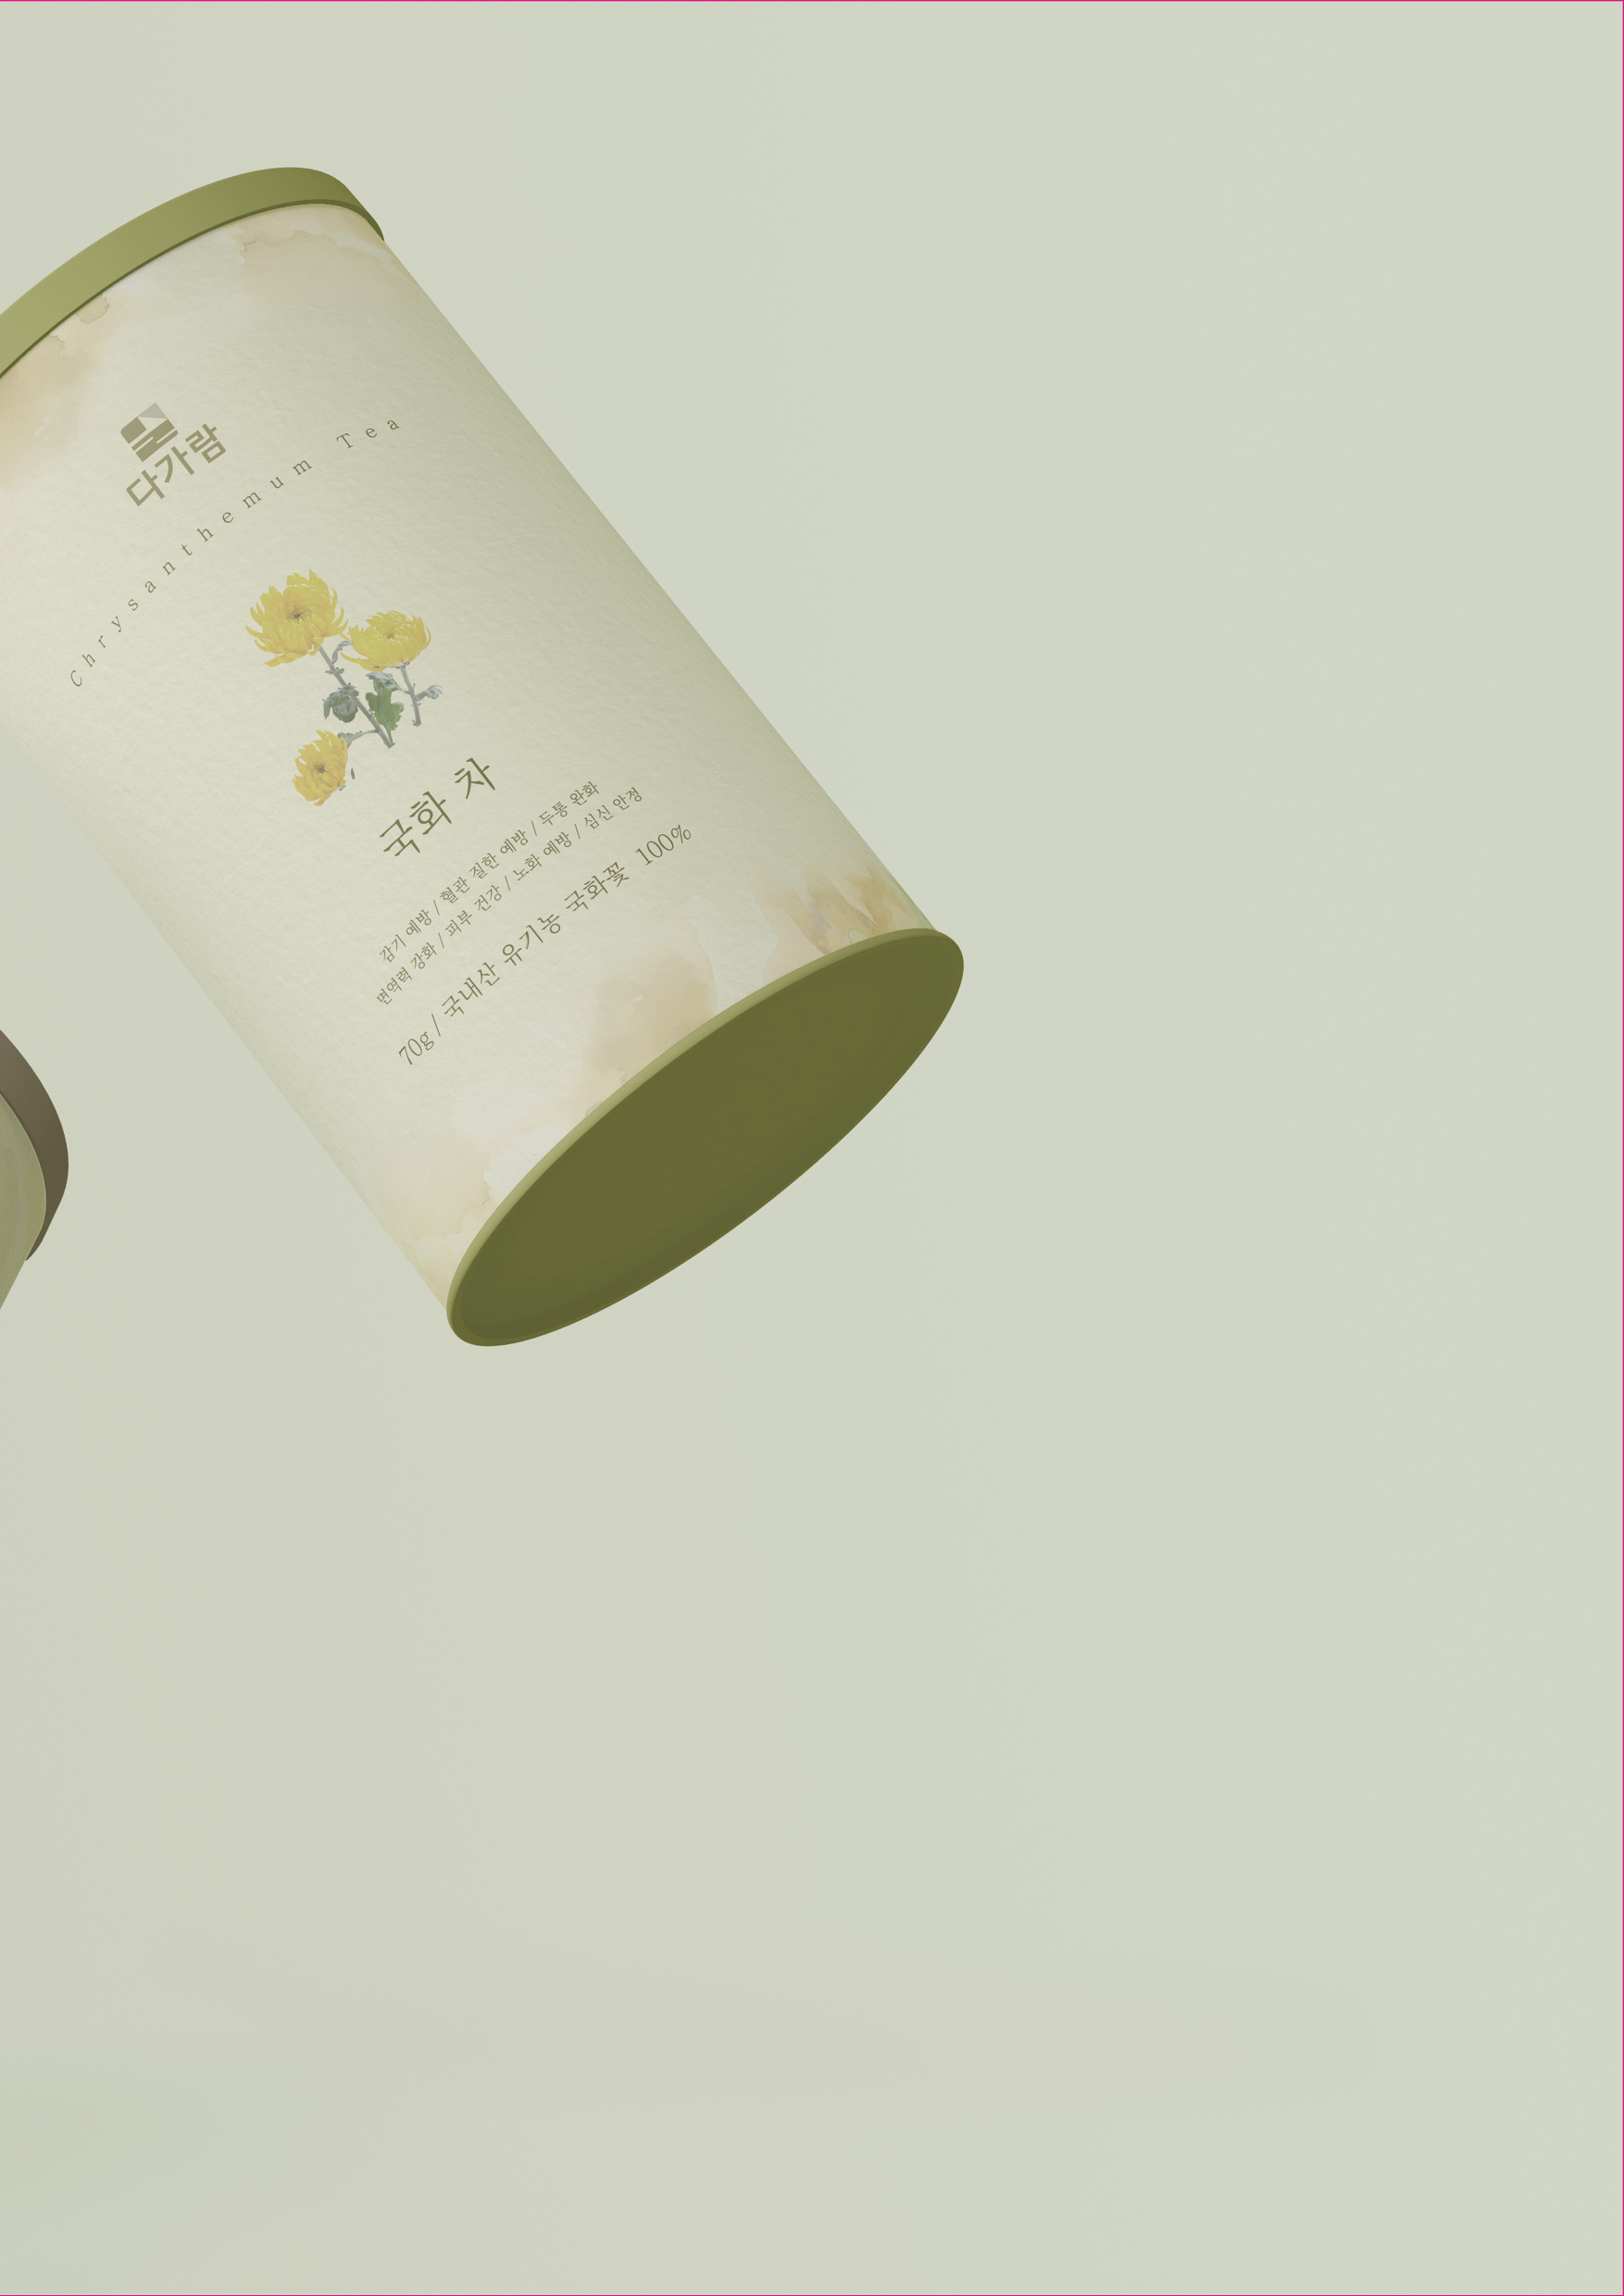 다가람
Chrysanthemum Tea
국화 차
감기 예방 / 혈관 질한 예방 / 두통 완화
면역력 강화 / 피부 건강 / 노화 예방 / 심신 안정
70g / 국내산 유기농 국화꽃 100%